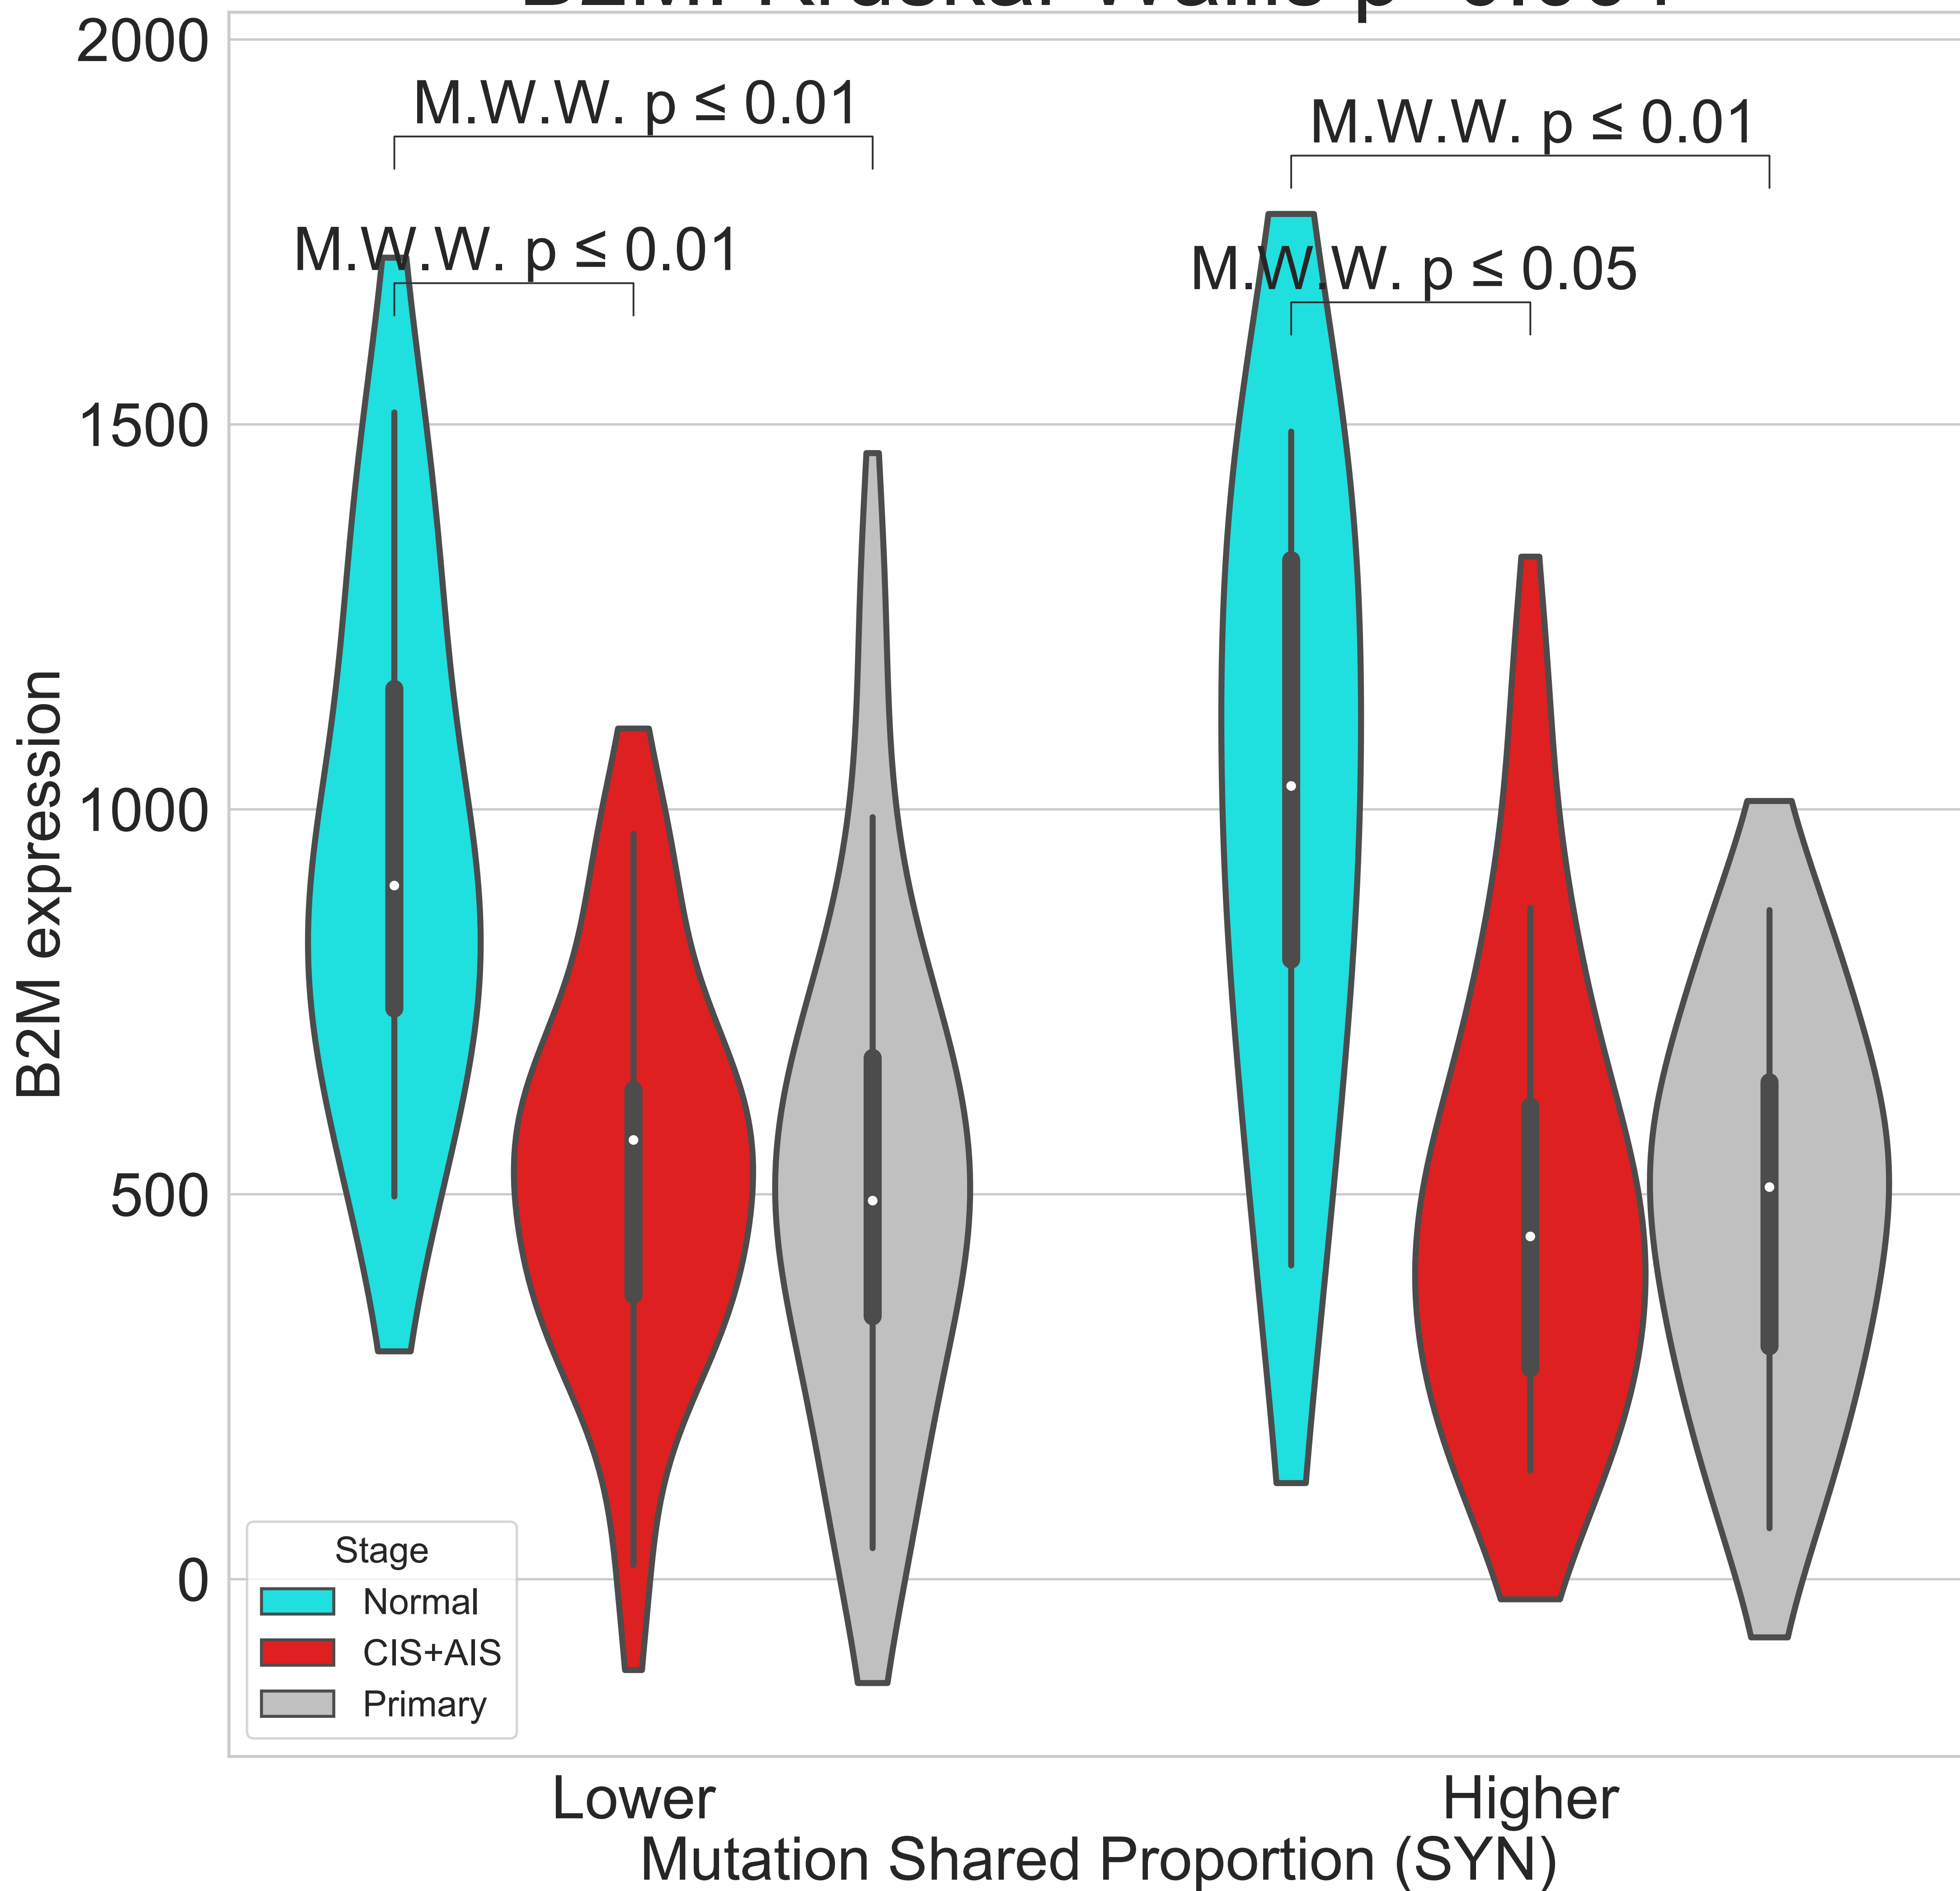 2000
M.W.W. p ≤ 0.01
M.W.W. p ≤ 0.01
M.W.W. p ≤ 0.01
M.W.W. p ≤ 0.05
1500
1000
500
0
B2M expression
Stage
Normal
CIS+AIS
Primary
Lower
Higher
Mutation Shared Proportion (SYN)